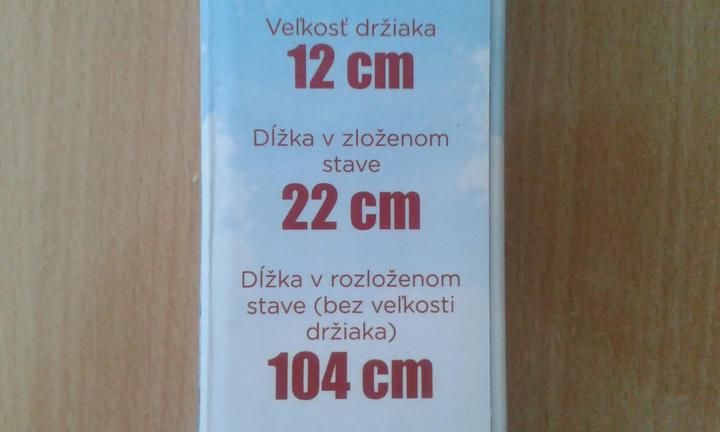 Veľkosť držiaka
12 cm
Dĺžka v zloženom
stave
22 cm
Dĺžka v rozloženom
stave (bez veľkosti
držiaka)
104 cm